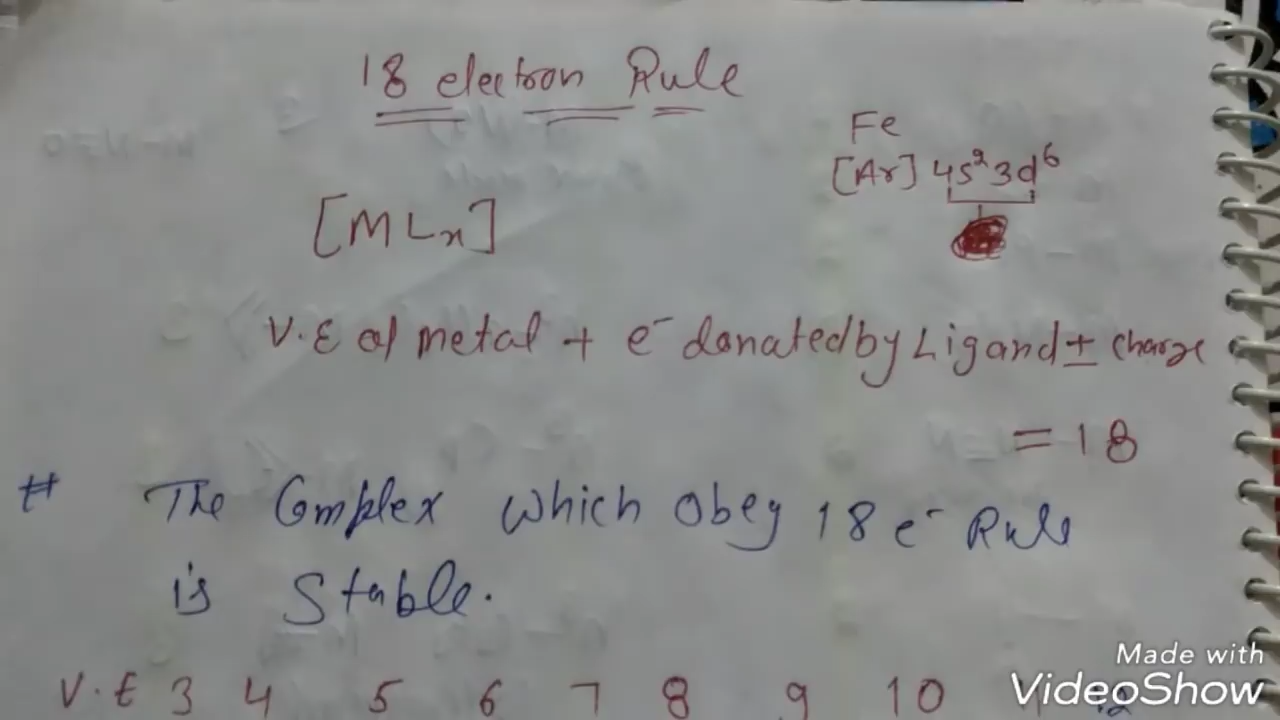 18 electron Rule
Fe
[Ar] 4s² 3d⁶
[MLx]
V.E of metal + e⁻ donated by Ligand ± charge
= 18
# The Complex which obey 18 e⁻ Rule
is Stable.
V.E 3 4 5 6 7 8 9 10
Made with
VideoShow